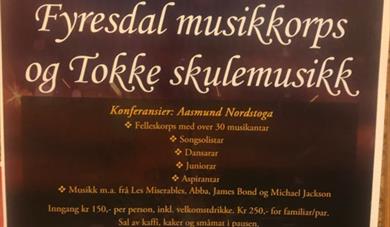 Fyresdal musikkorps
og Tokke skulemusikk
Konferansier: Aasmund Nordstoga
❖ Felleskorps med over 30 musikantar
❖ Songsolistar
❖ Dansarar
❖ Juniorar
❖ Aspirantar
❖ Musikk m.a. frå Les Miserables, Abba, James Bond og Michael Jackson
Inngang kr 150,- per person, inkl. velkomstdrikke. Kr 250,- for familiar/par.
Sal av kaffi, kaker og småmat i pausen.